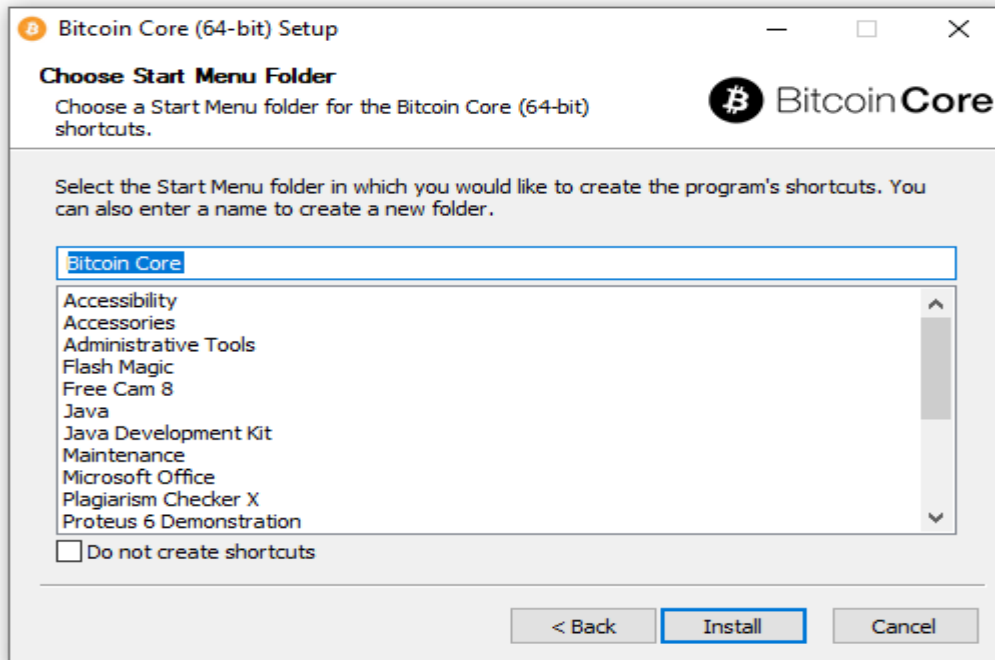 Bitcoin Core (64-bit) Setup
Choose Start Menu Folder
Choose a Start Menu folder for the Bitcoin Core (64-bit)
shortcuts.
Bitcoin Core
Select the Start Menu folder in which you would like to create the program's shortcuts. You
can also enter a name to create a new folder.
Bitcoin Core
Accessibility
Accessories
Administrative Tools
Flash Magic
Free Cam 8
Java
Java Development Kit
Maintenance
Microsoft Office
Plagiarism Checker X
Proteus 6 Demonstration
Do not create shortcuts
< Back
Install
Cancel